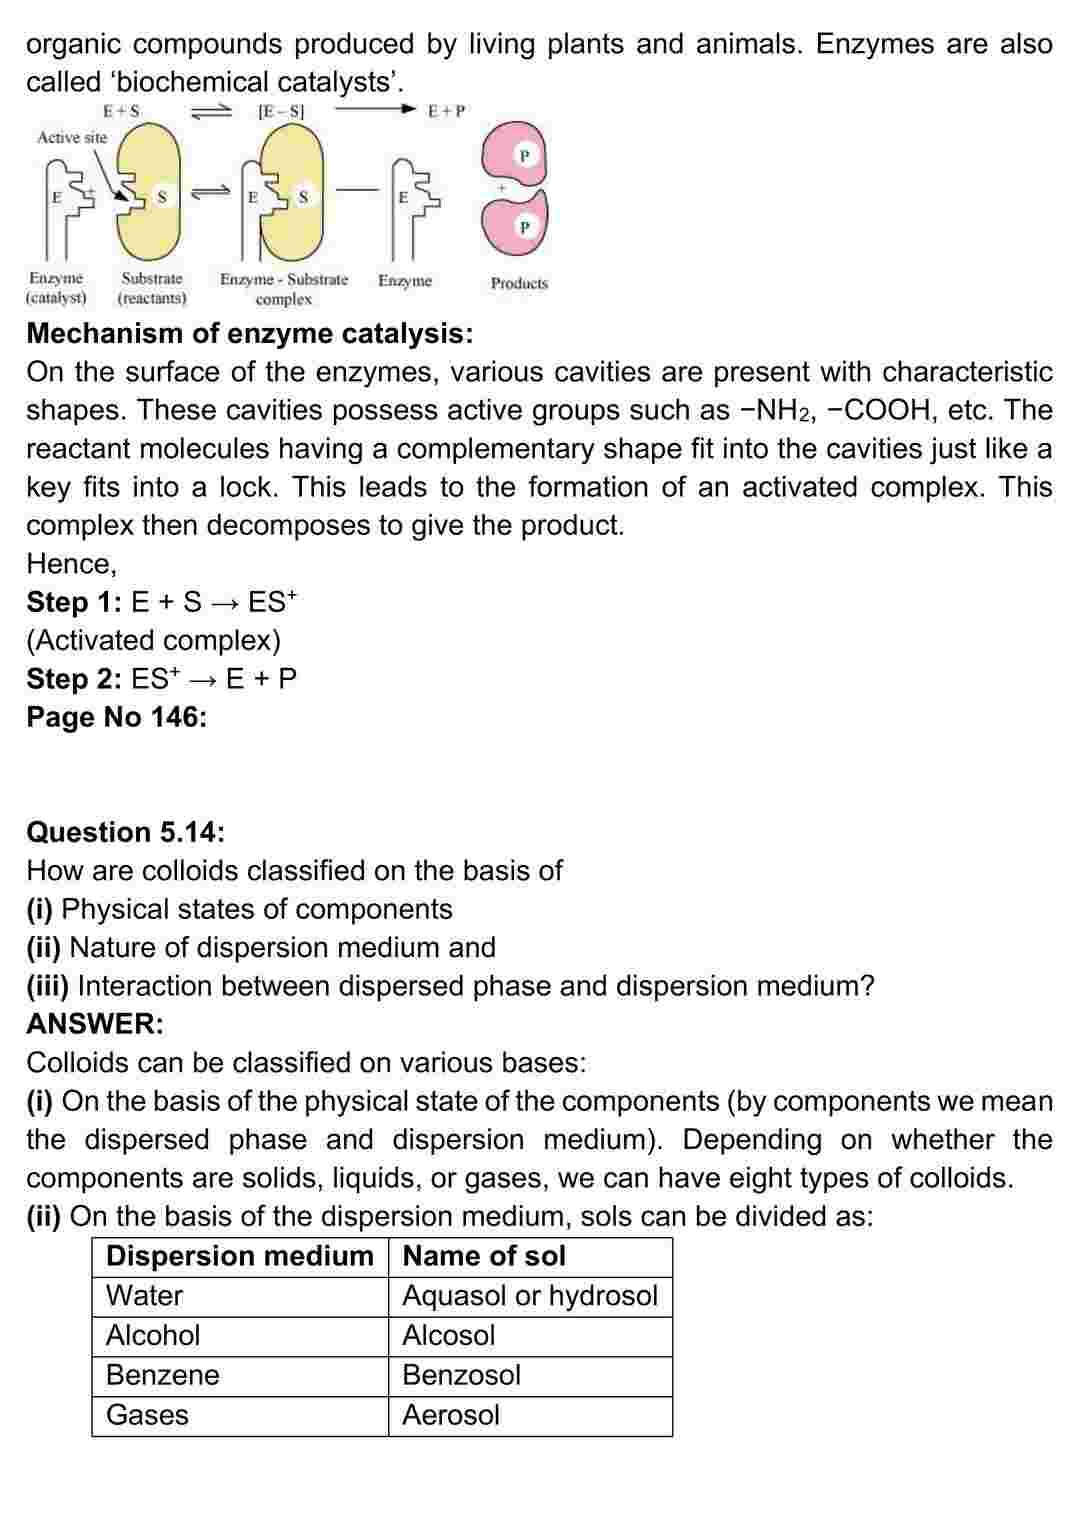 organic compounds produced by living plants and animals. Enzymes are also
called ‘biochemical catalysts’.
E + S ⇌ [E – S] → E + P
Active site
E + S ⇌ E S — E P + P
Enzyme Substrate Enzyme - Substrate Enzyme Products
(catalyst) (reactants) complex
Mechanism of enzyme catalysis:
On the surface of the enzymes, various cavities are present with characteristic
shapes. These cavities possess active groups such as −NH₂, −COOH, etc. The
reactant molecules having a complementary shape fit into the cavities just like a
key fits into a lock. This leads to the formation of an activated complex. This
complex then decomposes to give the product.
Hence,
Step 1: E + S → ES⁺
(Activated complex)
Step 2: ES⁺ → E + P
Page No 146:
Question 5.14:
How are colloids classified on the basis of
(i) Physical states of components
(ii) Nature of dispersion medium and
(iii) Interaction between dispersed phase and dispersion medium?
ANSWER:
Colloids can be classified on various bases:
(i) On the basis of the physical state of the components (by components we mean
the dispersed phase and dispersion medium). Depending on whether the
components are solids, liquids, or gases, we can have eight types of colloids.
(ii) On the basis of the dispersion medium, sols can be divided as:
Dispersion medium Name of sol
Water Aquasol or hydrosol
Alcohol Alcosol
Benzene Benzosol
Gases Aerosol